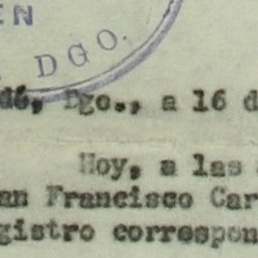 EN
DGO.
dé, Dgo., a 16 d
Hoy, a las
an Francisco Car
gistro correspon